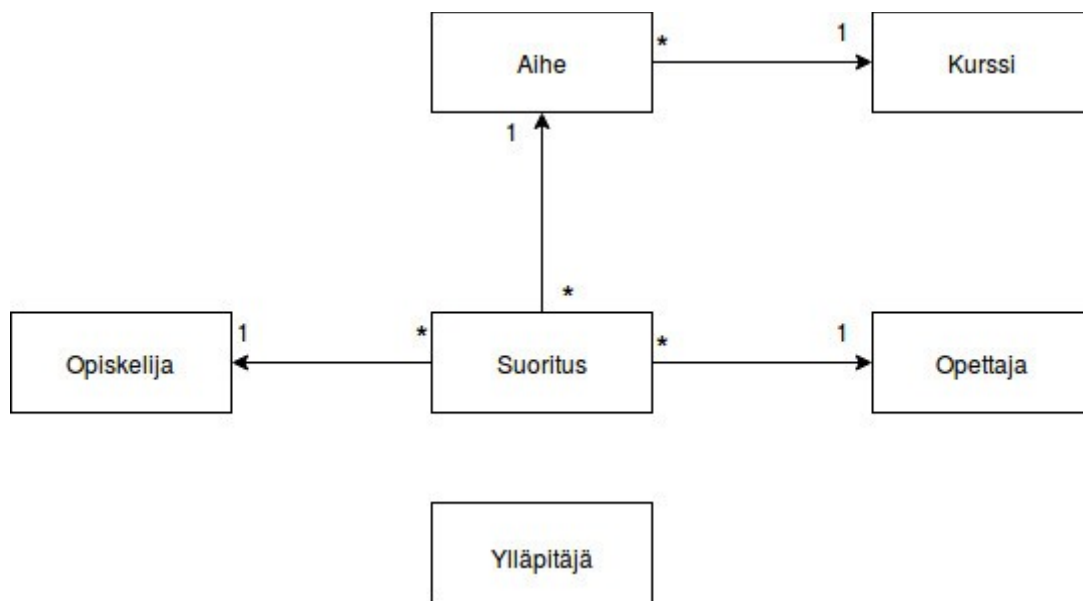 Aihe
* 1
Kurssi
1
*
Opiskelija
1 *
Suoritus
* 1
Opettaja
Ylläpitäjä